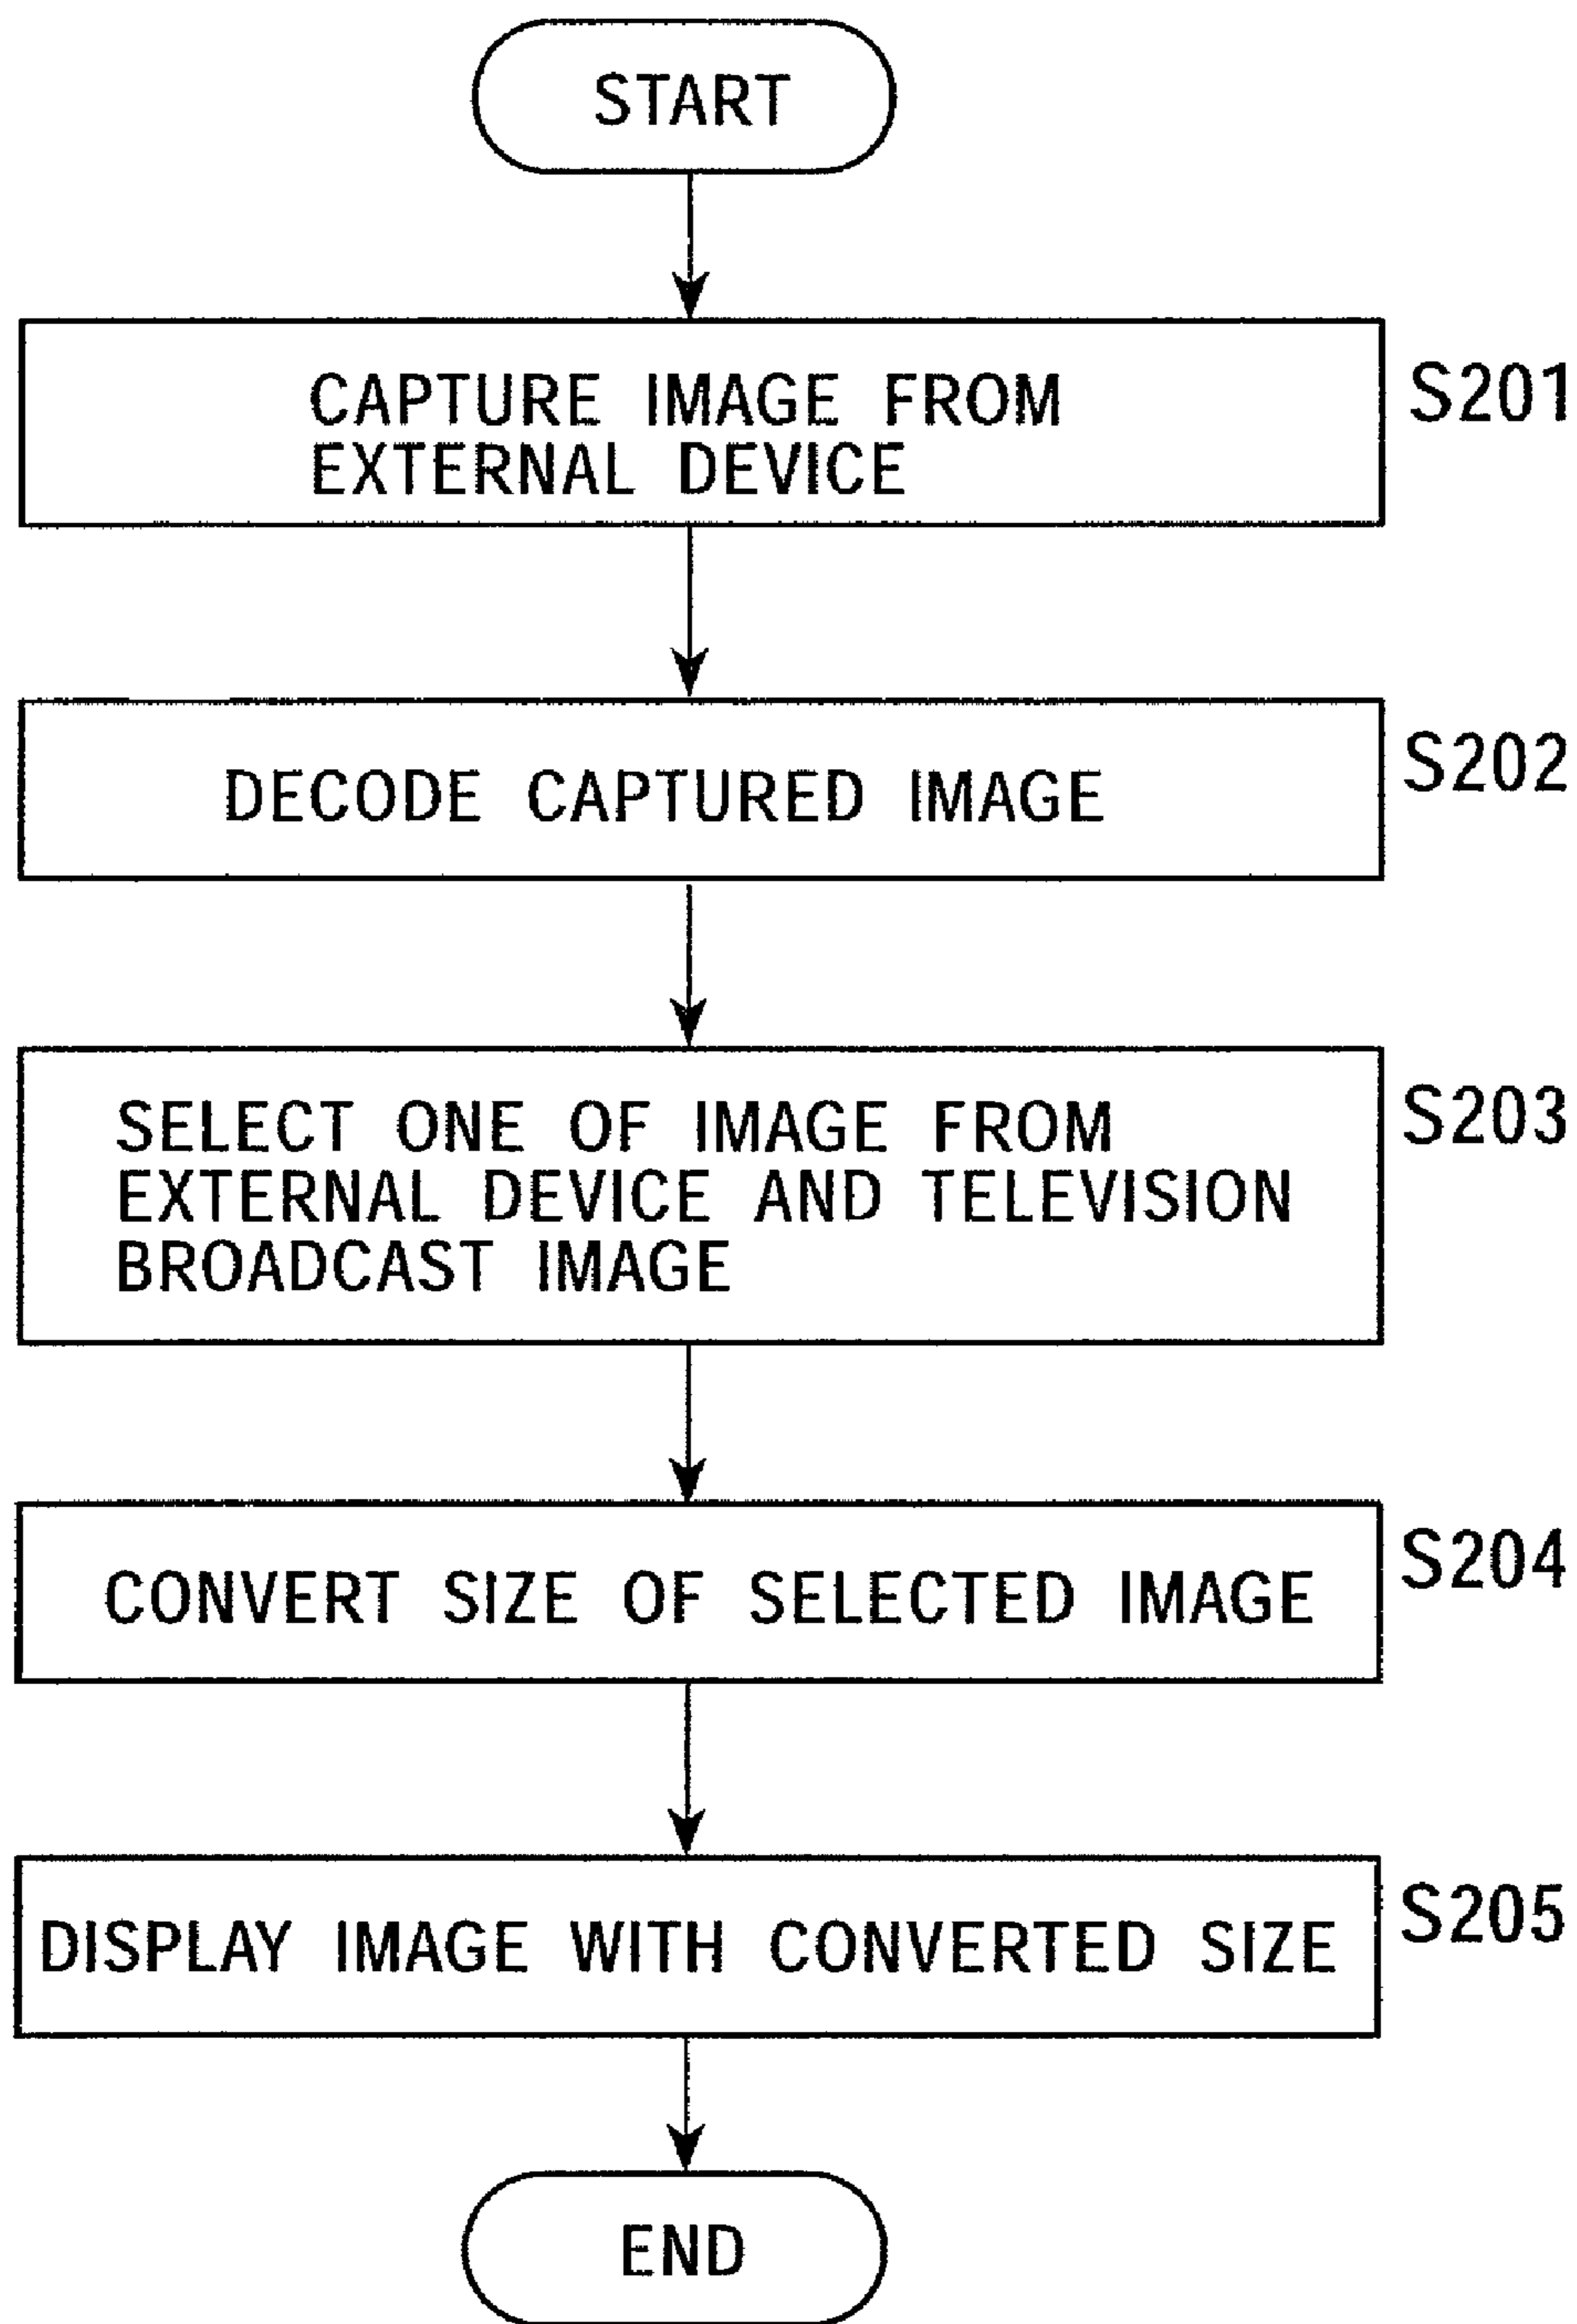 START
CAPTURE IMAGE FROM
EXTERNAL DEVICE
S201
DECODE CAPTURED IMAGE
S202
SELECT ONE OF IMAGE FROM
EXTERNAL DEVICE AND TELEVISION
BROADCAST IMAGE
S203
CONVERT SIZE OF SELECTED IMAGE
S204
DISPLAY IMAGE WITH CONVERTED SIZE
S205
END